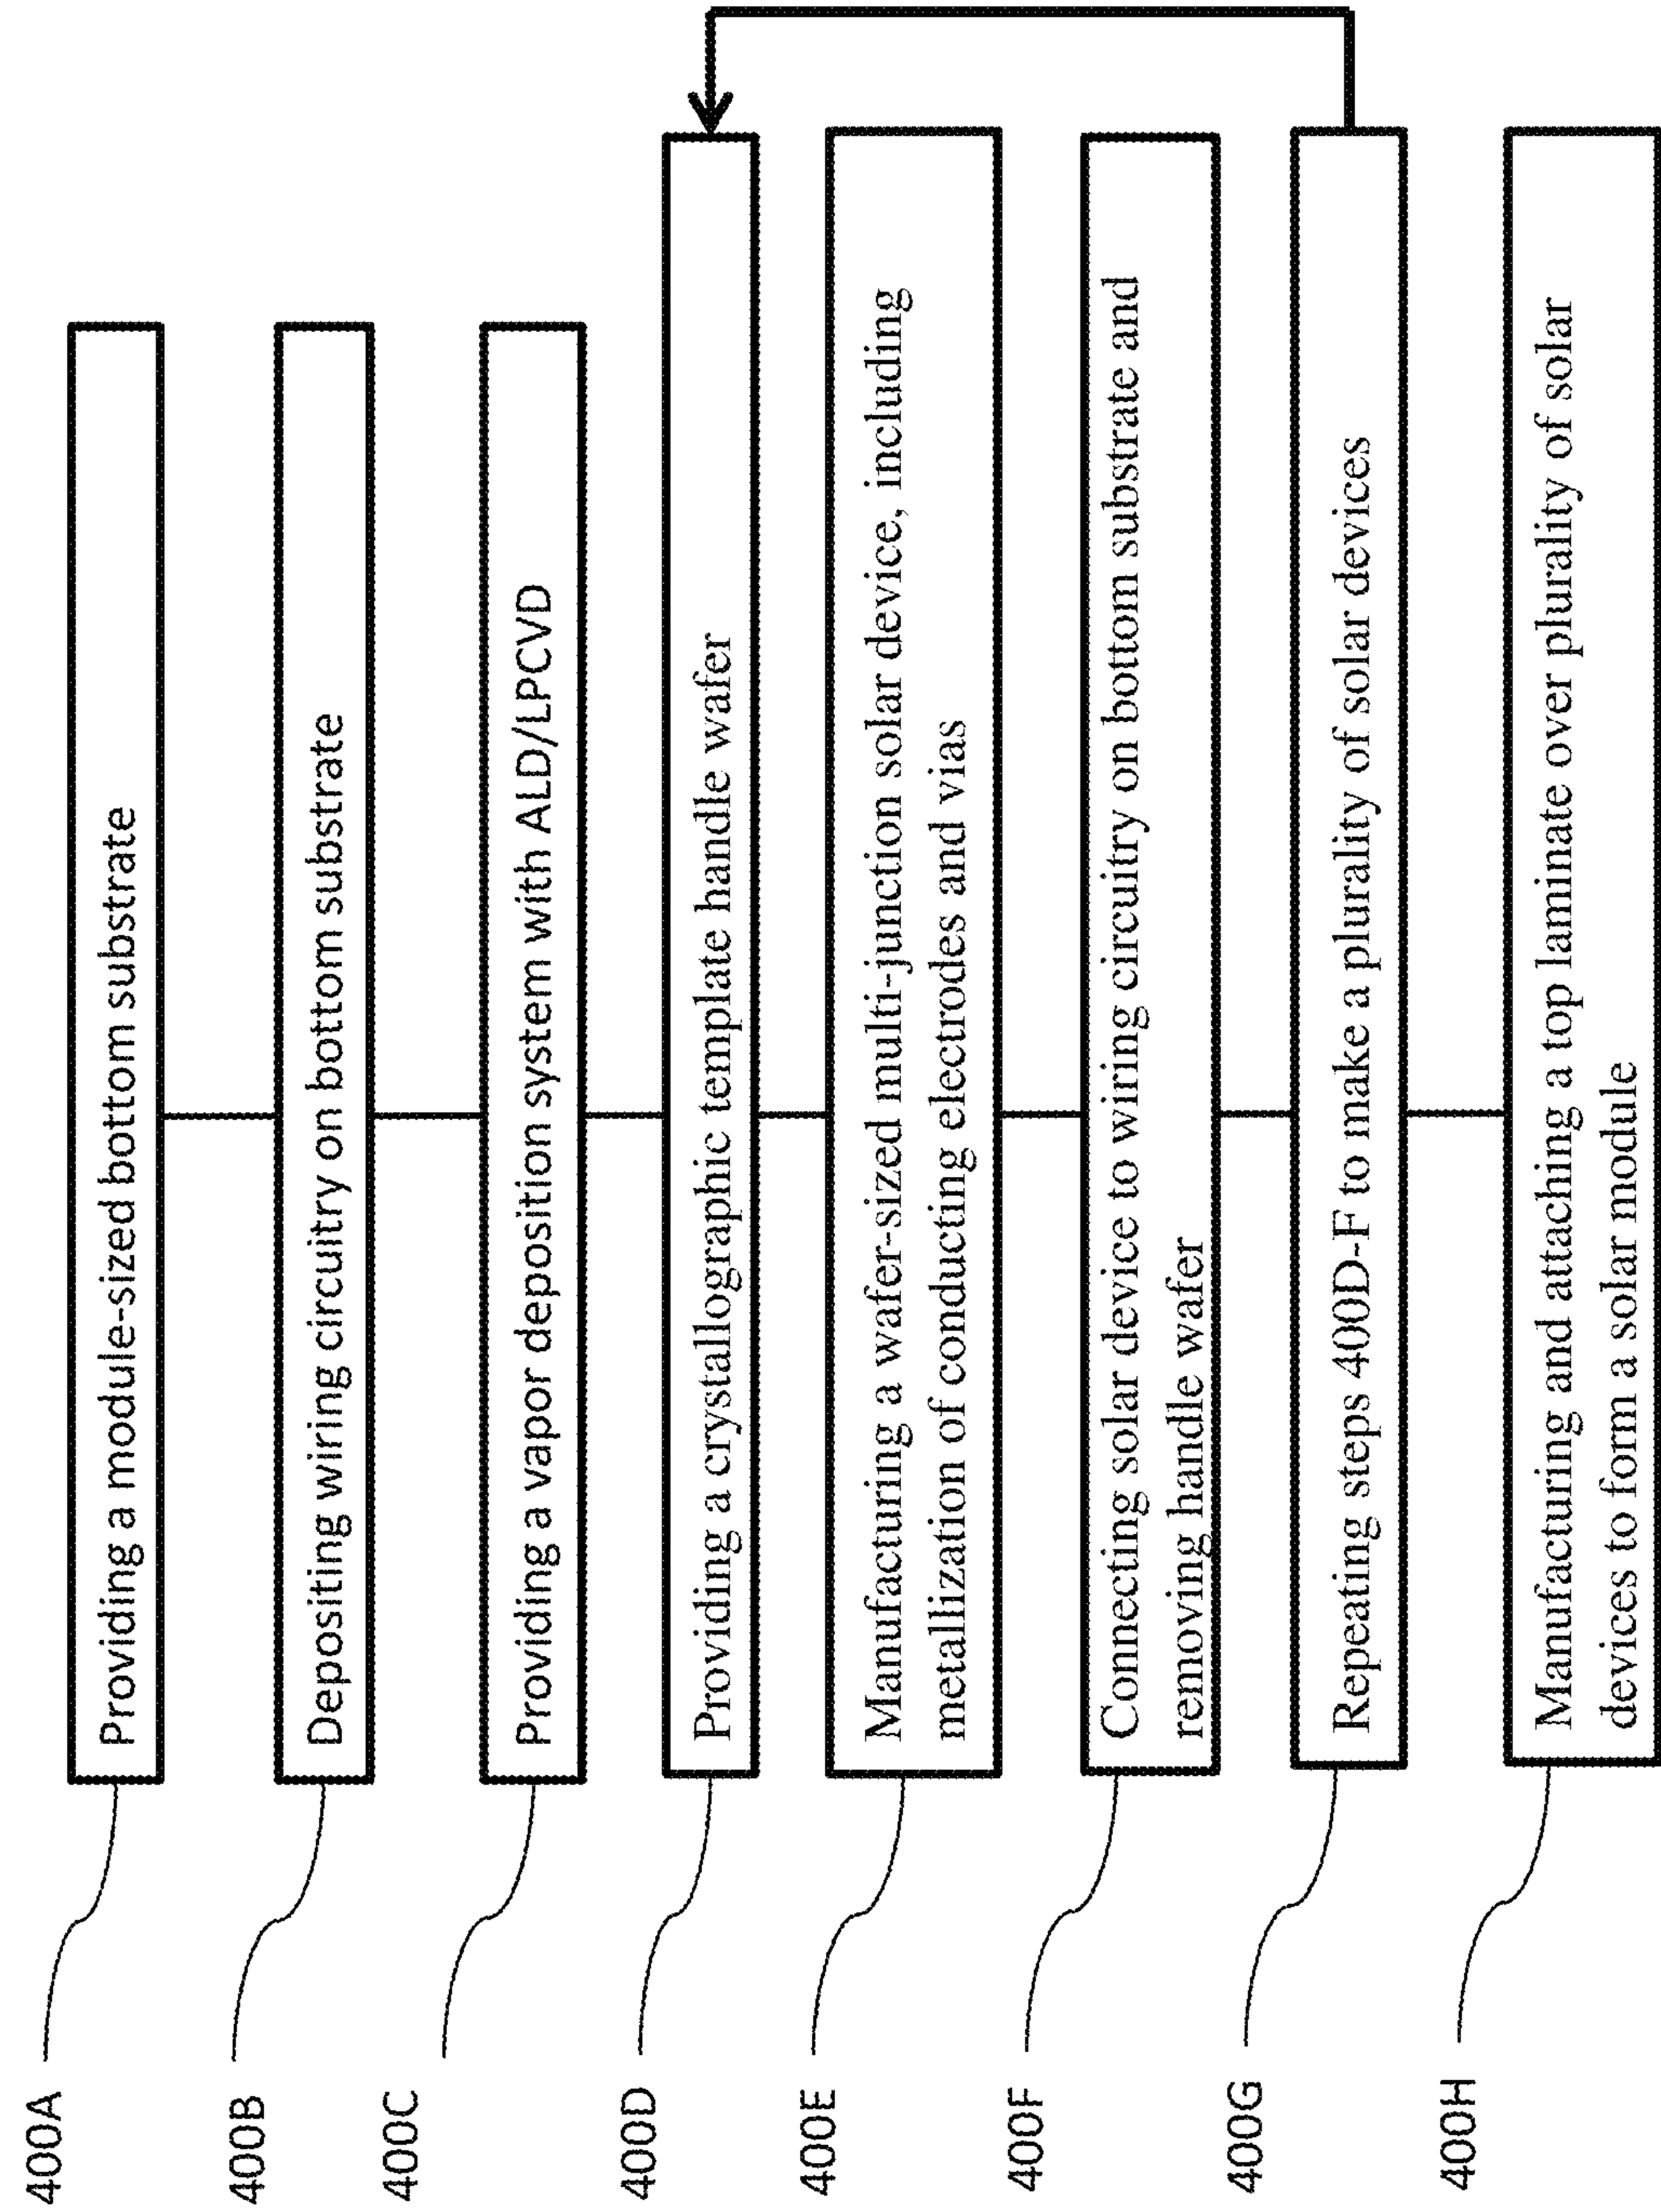 400A
Providing a module-sized bottom substrate
400B
Depositing wiring circuitry on bottom substrate
400C
Providing a vapor deposition system with ALD/LPCVD
400D
Providing a crystallographic template handle wafer
400E
Manufacturing a wafer-sized multi-junction solar device, including
metallization of conducting electrodes and vias
400F
Connecting solar device to wiring circuitry on bottom substrate and
removing handle wafer
400G
Repeating steps 400D-F to make a plurality of solar devices
400H
Manufacturing and attaching a top laminate over plurality of solar
devices to form a solar module